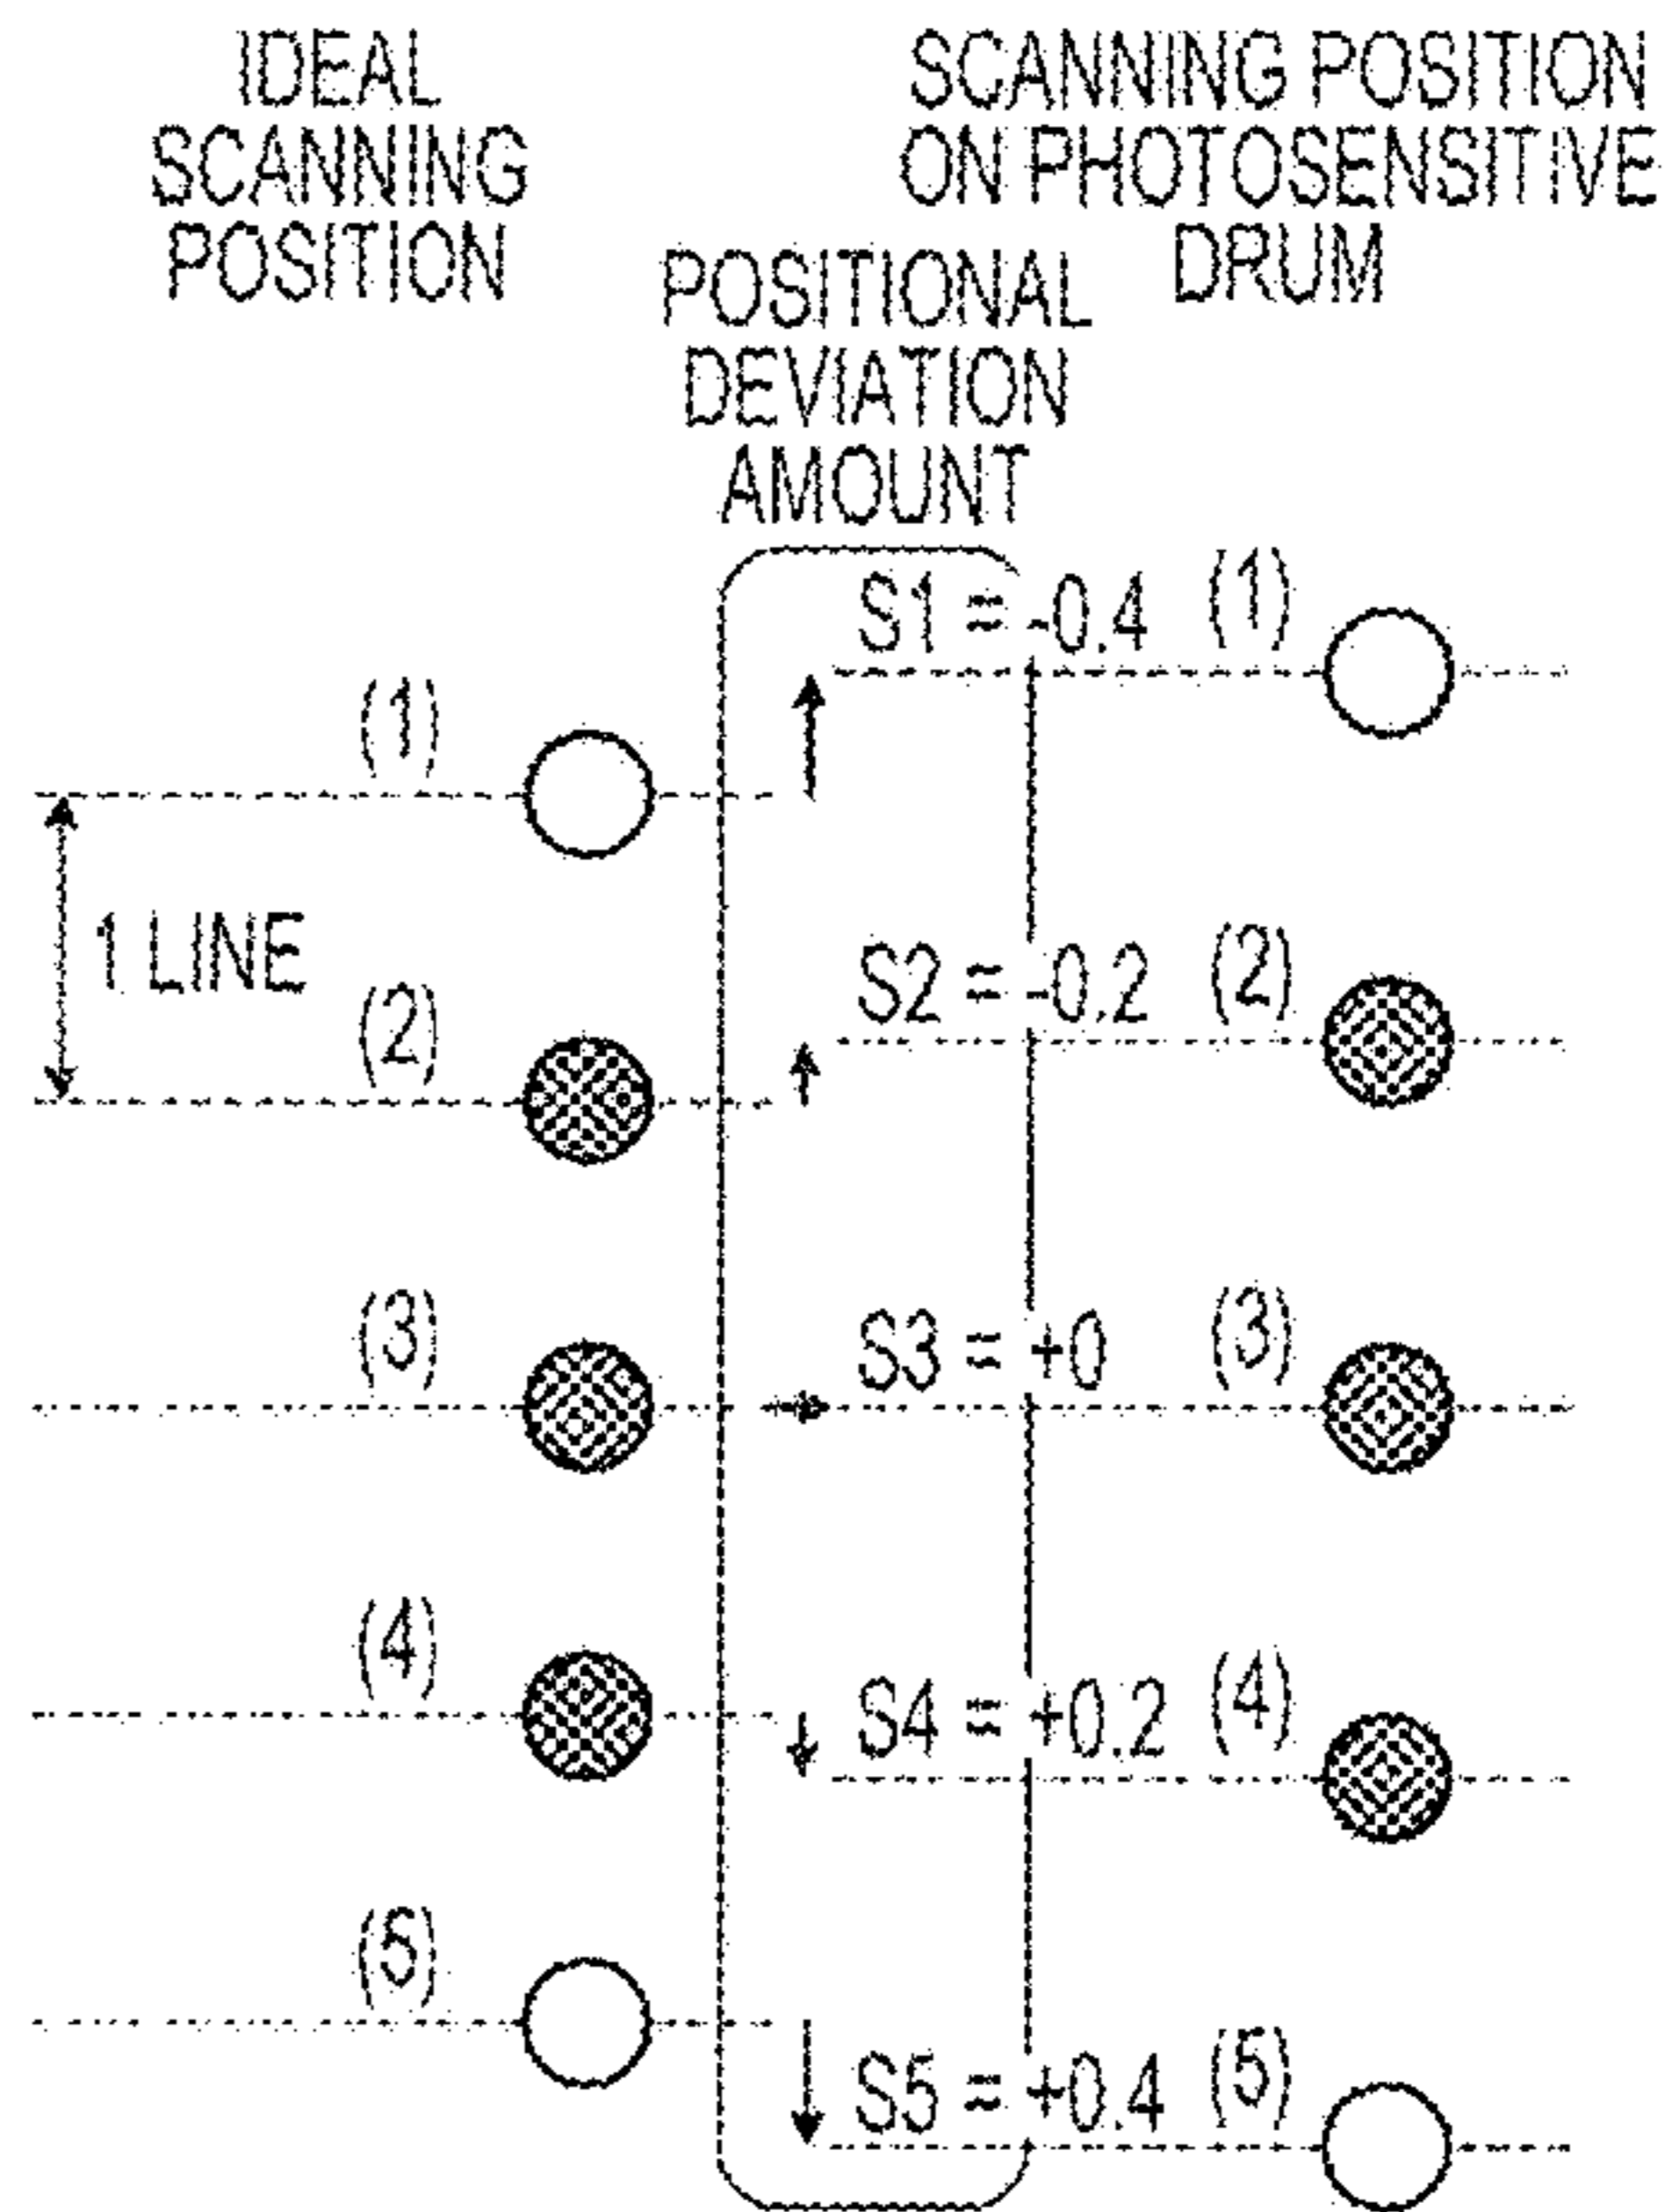 IDEAL
SCANNING
POSITION
SCANNING POSITION
ON PHOTOSENSITIVE
DRUM
POSITIONAL
DEVIATION
AMOUNT
S1 = -0.4 (1)
(1)
1 LINE
S2 = -0.2 (2)
(2)
(3)
S3 = +0 (3)
(4)
S4 = +0.2 (4)
(5)
S5 = +0.4 (5)